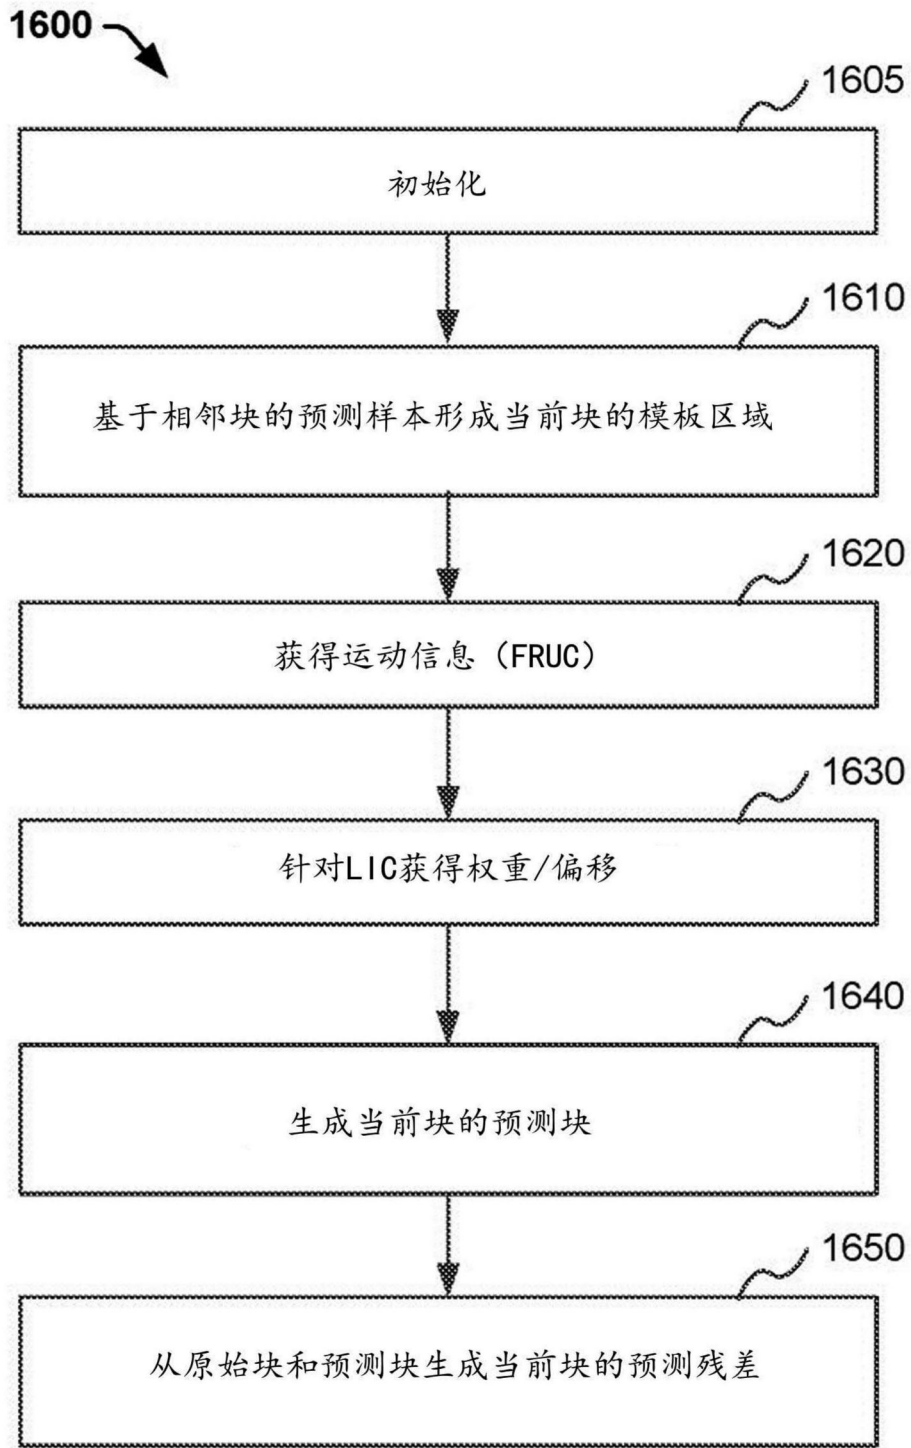 1600
1605
初始化
1610
基于相邻块的预测样本形成当前块的模板区域
1620
获得运动信息（FRUC）
1630
针对LIC获得权重/偏移
1640
生成当前块的预测块
1650
从原始块和预测块生成当前块的预测残差